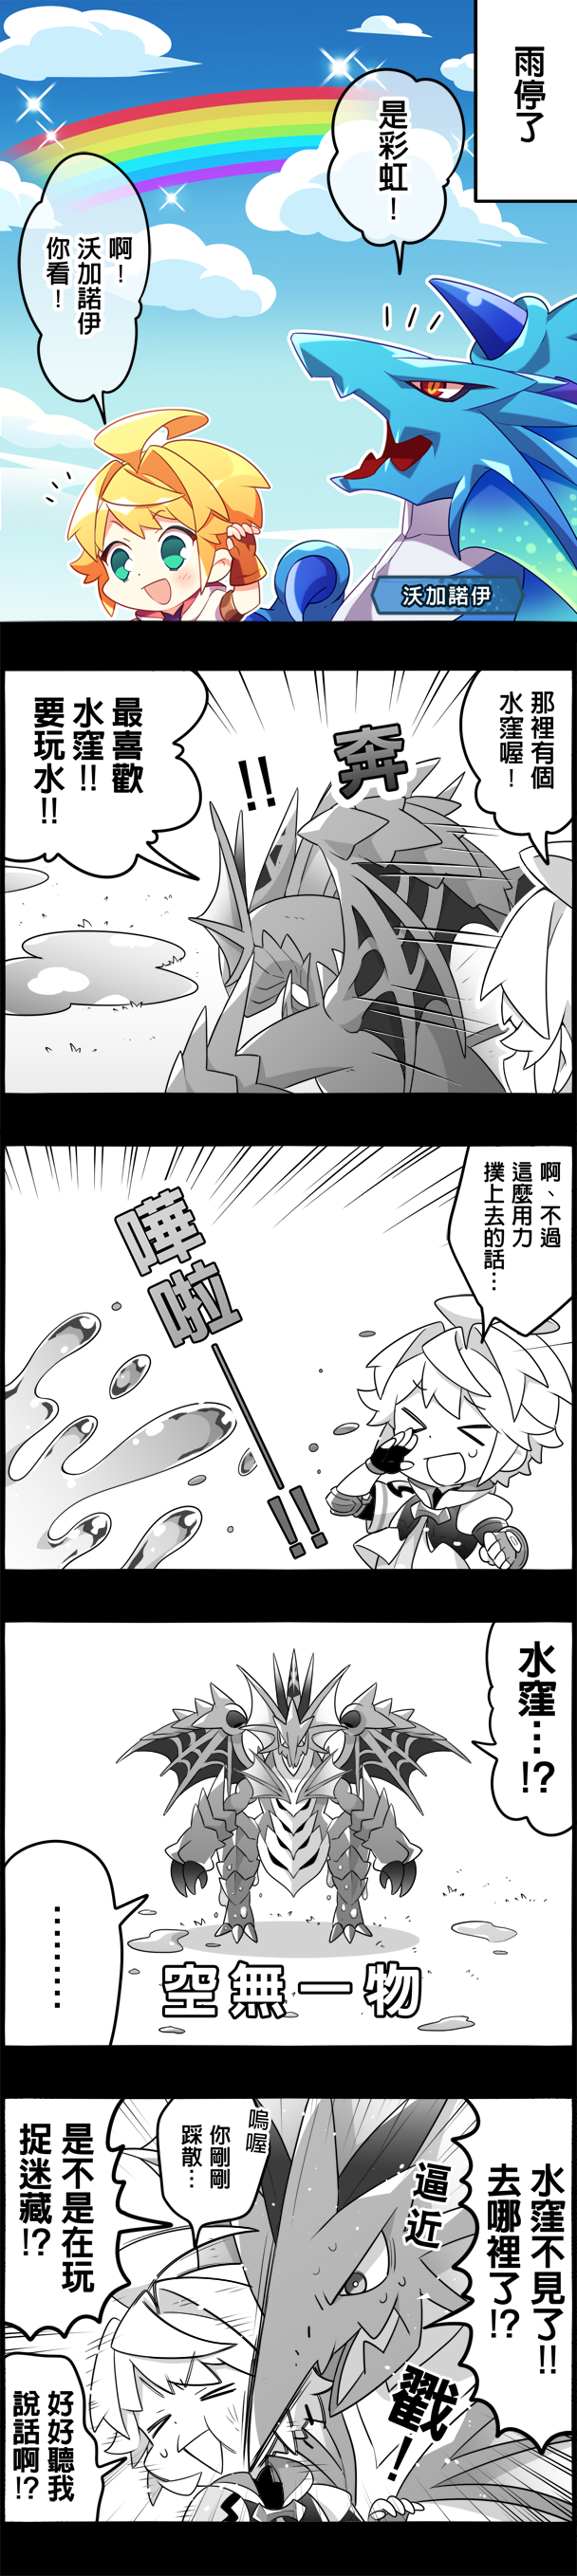 雨停了
是彩虹！
啊！
沃加諾伊
你看！
沃加諾伊
那裡有個
水窪喔！
奔
!!
最喜歡
水窪!!
要玩水!!
啊、不過
這麼用力
撲上去的話…
嘩啦——!!
水窪…!?
………
空無一物
水窪不見了!!
去哪裡了!?
逼近
嗚喔
你剛剛
踩散…
是不是在玩
捉迷藏!?
戳！
好好聽我
說話啊!?